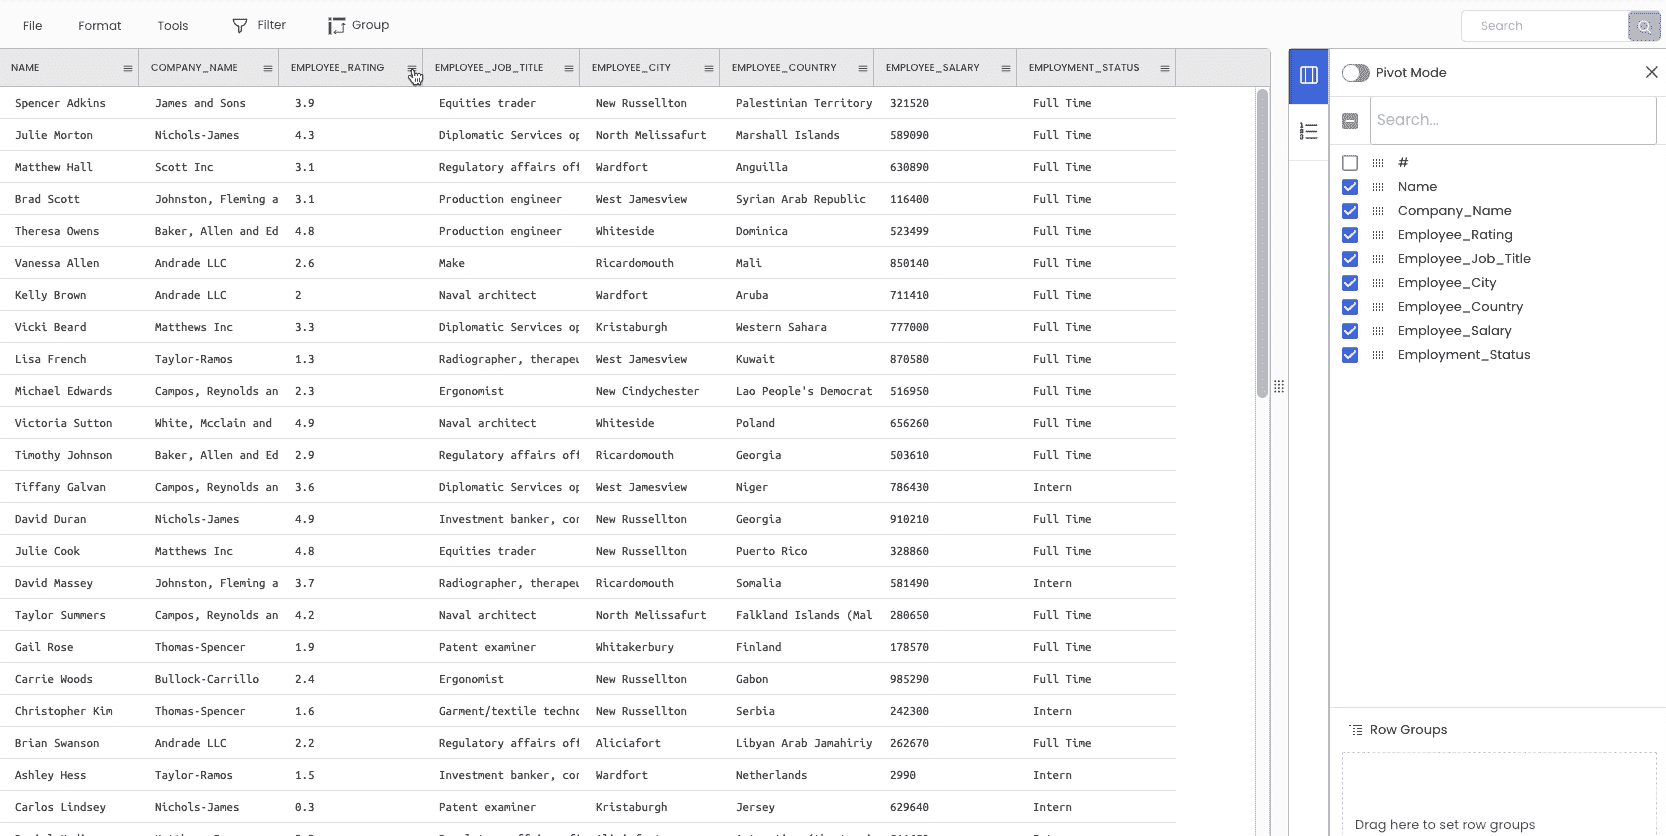 File Format Tools Filter Group Search
NAME COMPANY_NAME EMPLOYEE_RATING EMPLOYEE_JOB_TITLE EMPLOYEE_CITY EMPLOYEE_COUNTRY EMPLOYEE_SALARY EMPLOYMENT_STATUS
Spencer Adkins James and Sons 3.9 Equities trader New Russellton Palestinian Territory 321520 Full Time
Julie Morton Nichols-James 4.3 Diplomatic Services op North Melissafurt Marshall Islands 589090 Full Time
Matthew Hall Scott Inc 3.1 Regulatory affairs off Wardfort Anguilla 630890 Full Time
Brad Scott Johnston, Fleming a 3.1 Production engineer West Jamesview Syrian Arab Republic 116400 Full Time
Theresa Owens Baker, Allen and Ed 4.8 Production engineer Whiteside Dominica 523499 Full Time
Vanessa Allen Andrade LLC 2.6 Make Ricardomouth Mali 850140 Full Time
Kelly Brown Andrade LLC 2 Naval architect Wardfort Aruba 711410 Full Time
Vicki Beard Matthews Inc 3.3 Diplomatic Services op Kristaburgh Western Sahara 777000 Full Time
Lisa French Taylor-Ramos 1.3 Radiographer, therapeu West Jamesview Kuwait 870580 Full Time
Michael Edwards Campos, Reynolds an 2.3 Ergonomist New Cindychester Lao People's Democrat 516950 Full Time
Victoria Sutton White, Mcclain and 4.9 Naval architect Whiteside Poland 656260 Full Time
Timothy Johnson Baker, Allen and Ed 2.9 Regulatory affairs off Ricardomouth Georgia 503610 Full Time
Tiffany Galvan Campos, Reynolds an 3.6 Diplomatic Services op West Jamesview Niger 786430 Intern
David Duran Nichols-James 4.9 Investment banker, cor New Russellton Georgia 910210 Full Time
Julie Cook Matthews Inc 4.8 Equities trader New Russellton Puerto Rico 328860 Full Time
David Massey Johnston, Fleming a 3.7 Radiographer, therapeu Ricardomouth Somalia 581490 Intern
Taylor Summers Campos, Reynolds an 4.2 Naval architect North Melissafurt Falkland Islands (Mal 280650 Full Time
Gail Rose Thomas-Spencer 1.9 Patent examiner Whitakerbury Finland 178570 Full Time
Carrie Woods Bullock-Carrillo 2.4 Ergonomist New Russellton Gabon 985290 Full Time
Christopher Kim Thomas-Spencer 1.6 Garment/textile techno New Russellton Serbia 242300 Intern
Brian Swanson Andrade LLC 2.2 Regulatory affairs off Aliciafort Libyan Arab Jamahiriy 262670 Full Time
Ashley Hess Taylor-Ramos 1.5 Investment banker, cor Wardfort Netherlands 2990 Intern
Carlos Lindsey Nichols-James 0.3 Patent examiner Kristaburgh Jersey 629640 Intern
Pivot Mode
Search...
#
Name
Company_Name
Employee_Rating
Employee_Job_Title
Employee_City
Employee_Country
Employee_Salary
Employment_Status
Row Groups
Drag here to set row groups